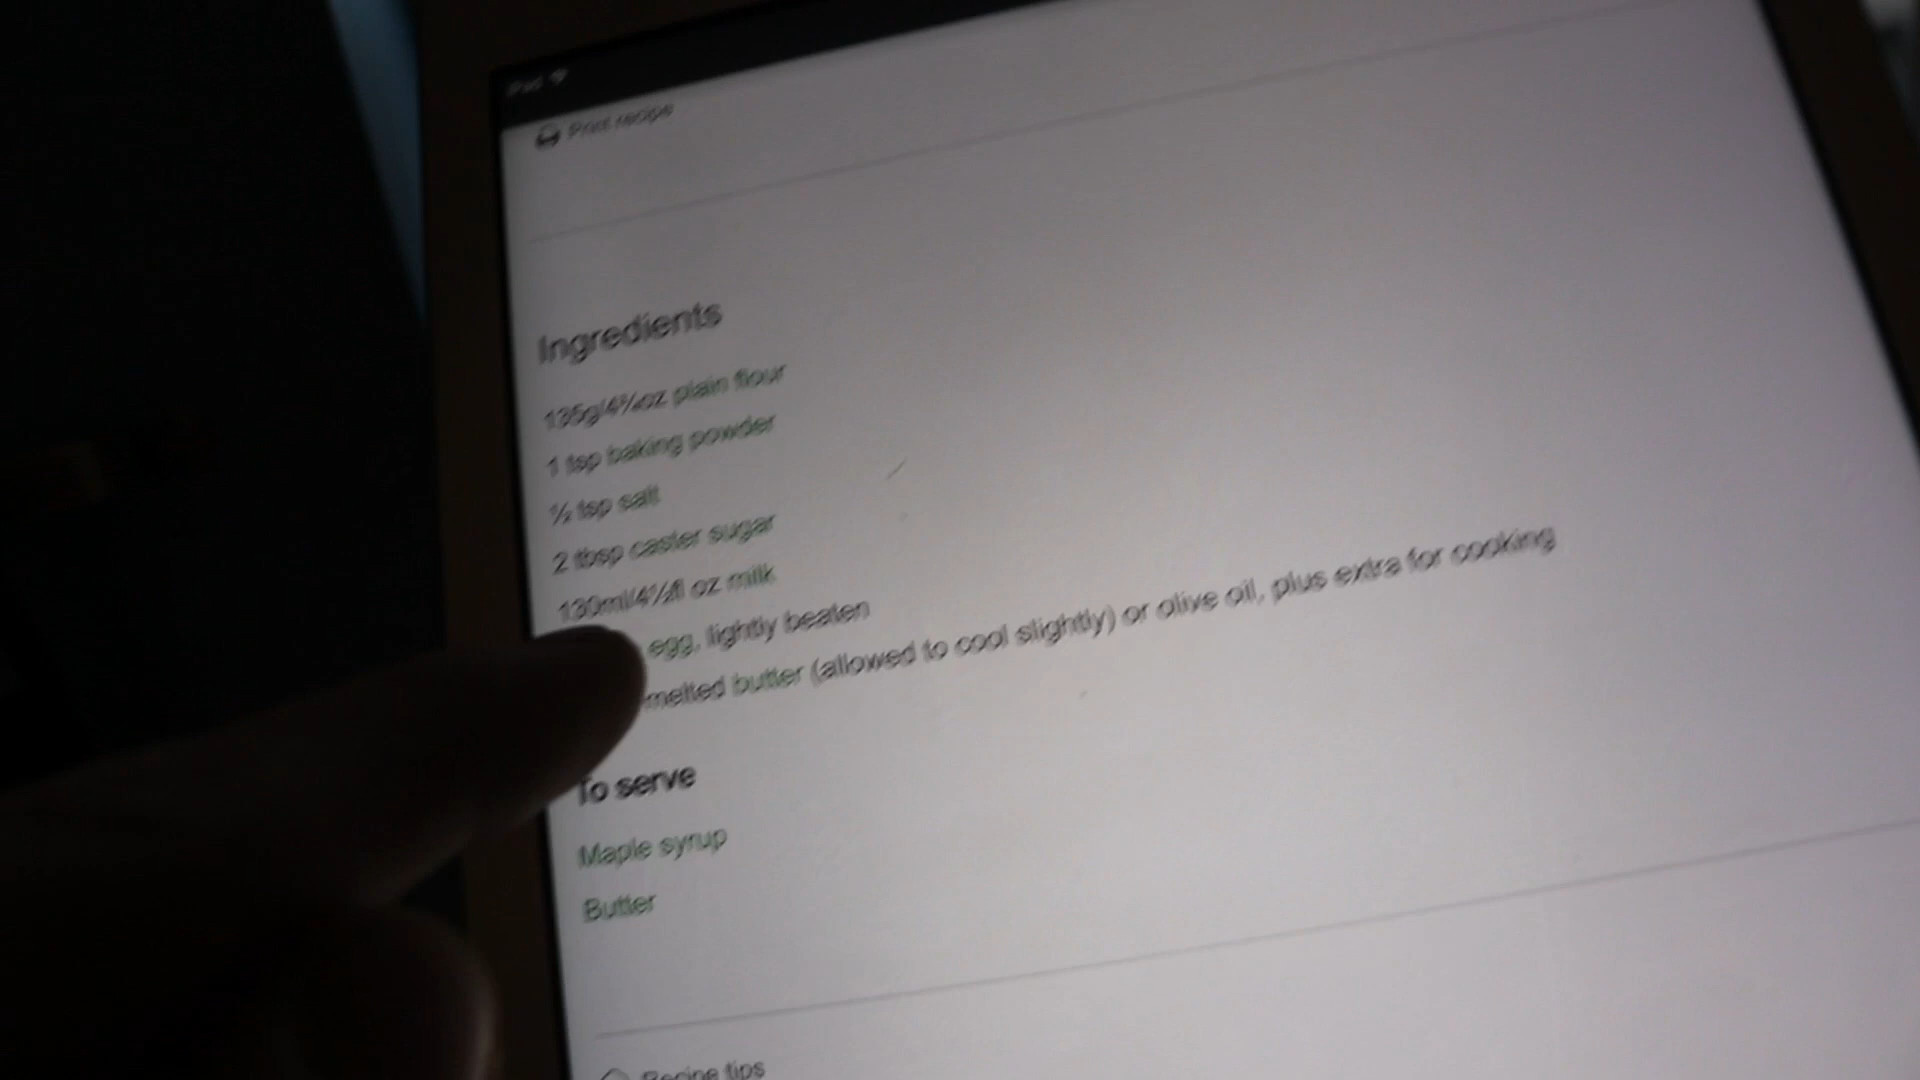 iPad
Print recipe
Ingredients
135g/4¾oz plain flour
1 tsp baking powder
½ tsp salt
2 tbsp caster sugar
130ml/4½fl oz milk
egg, lightly beaten
melted butter (allowed to cool slightly) or olive oil, plus extra for cooking
To serve
Maple syrup
Butter
Recipe tips